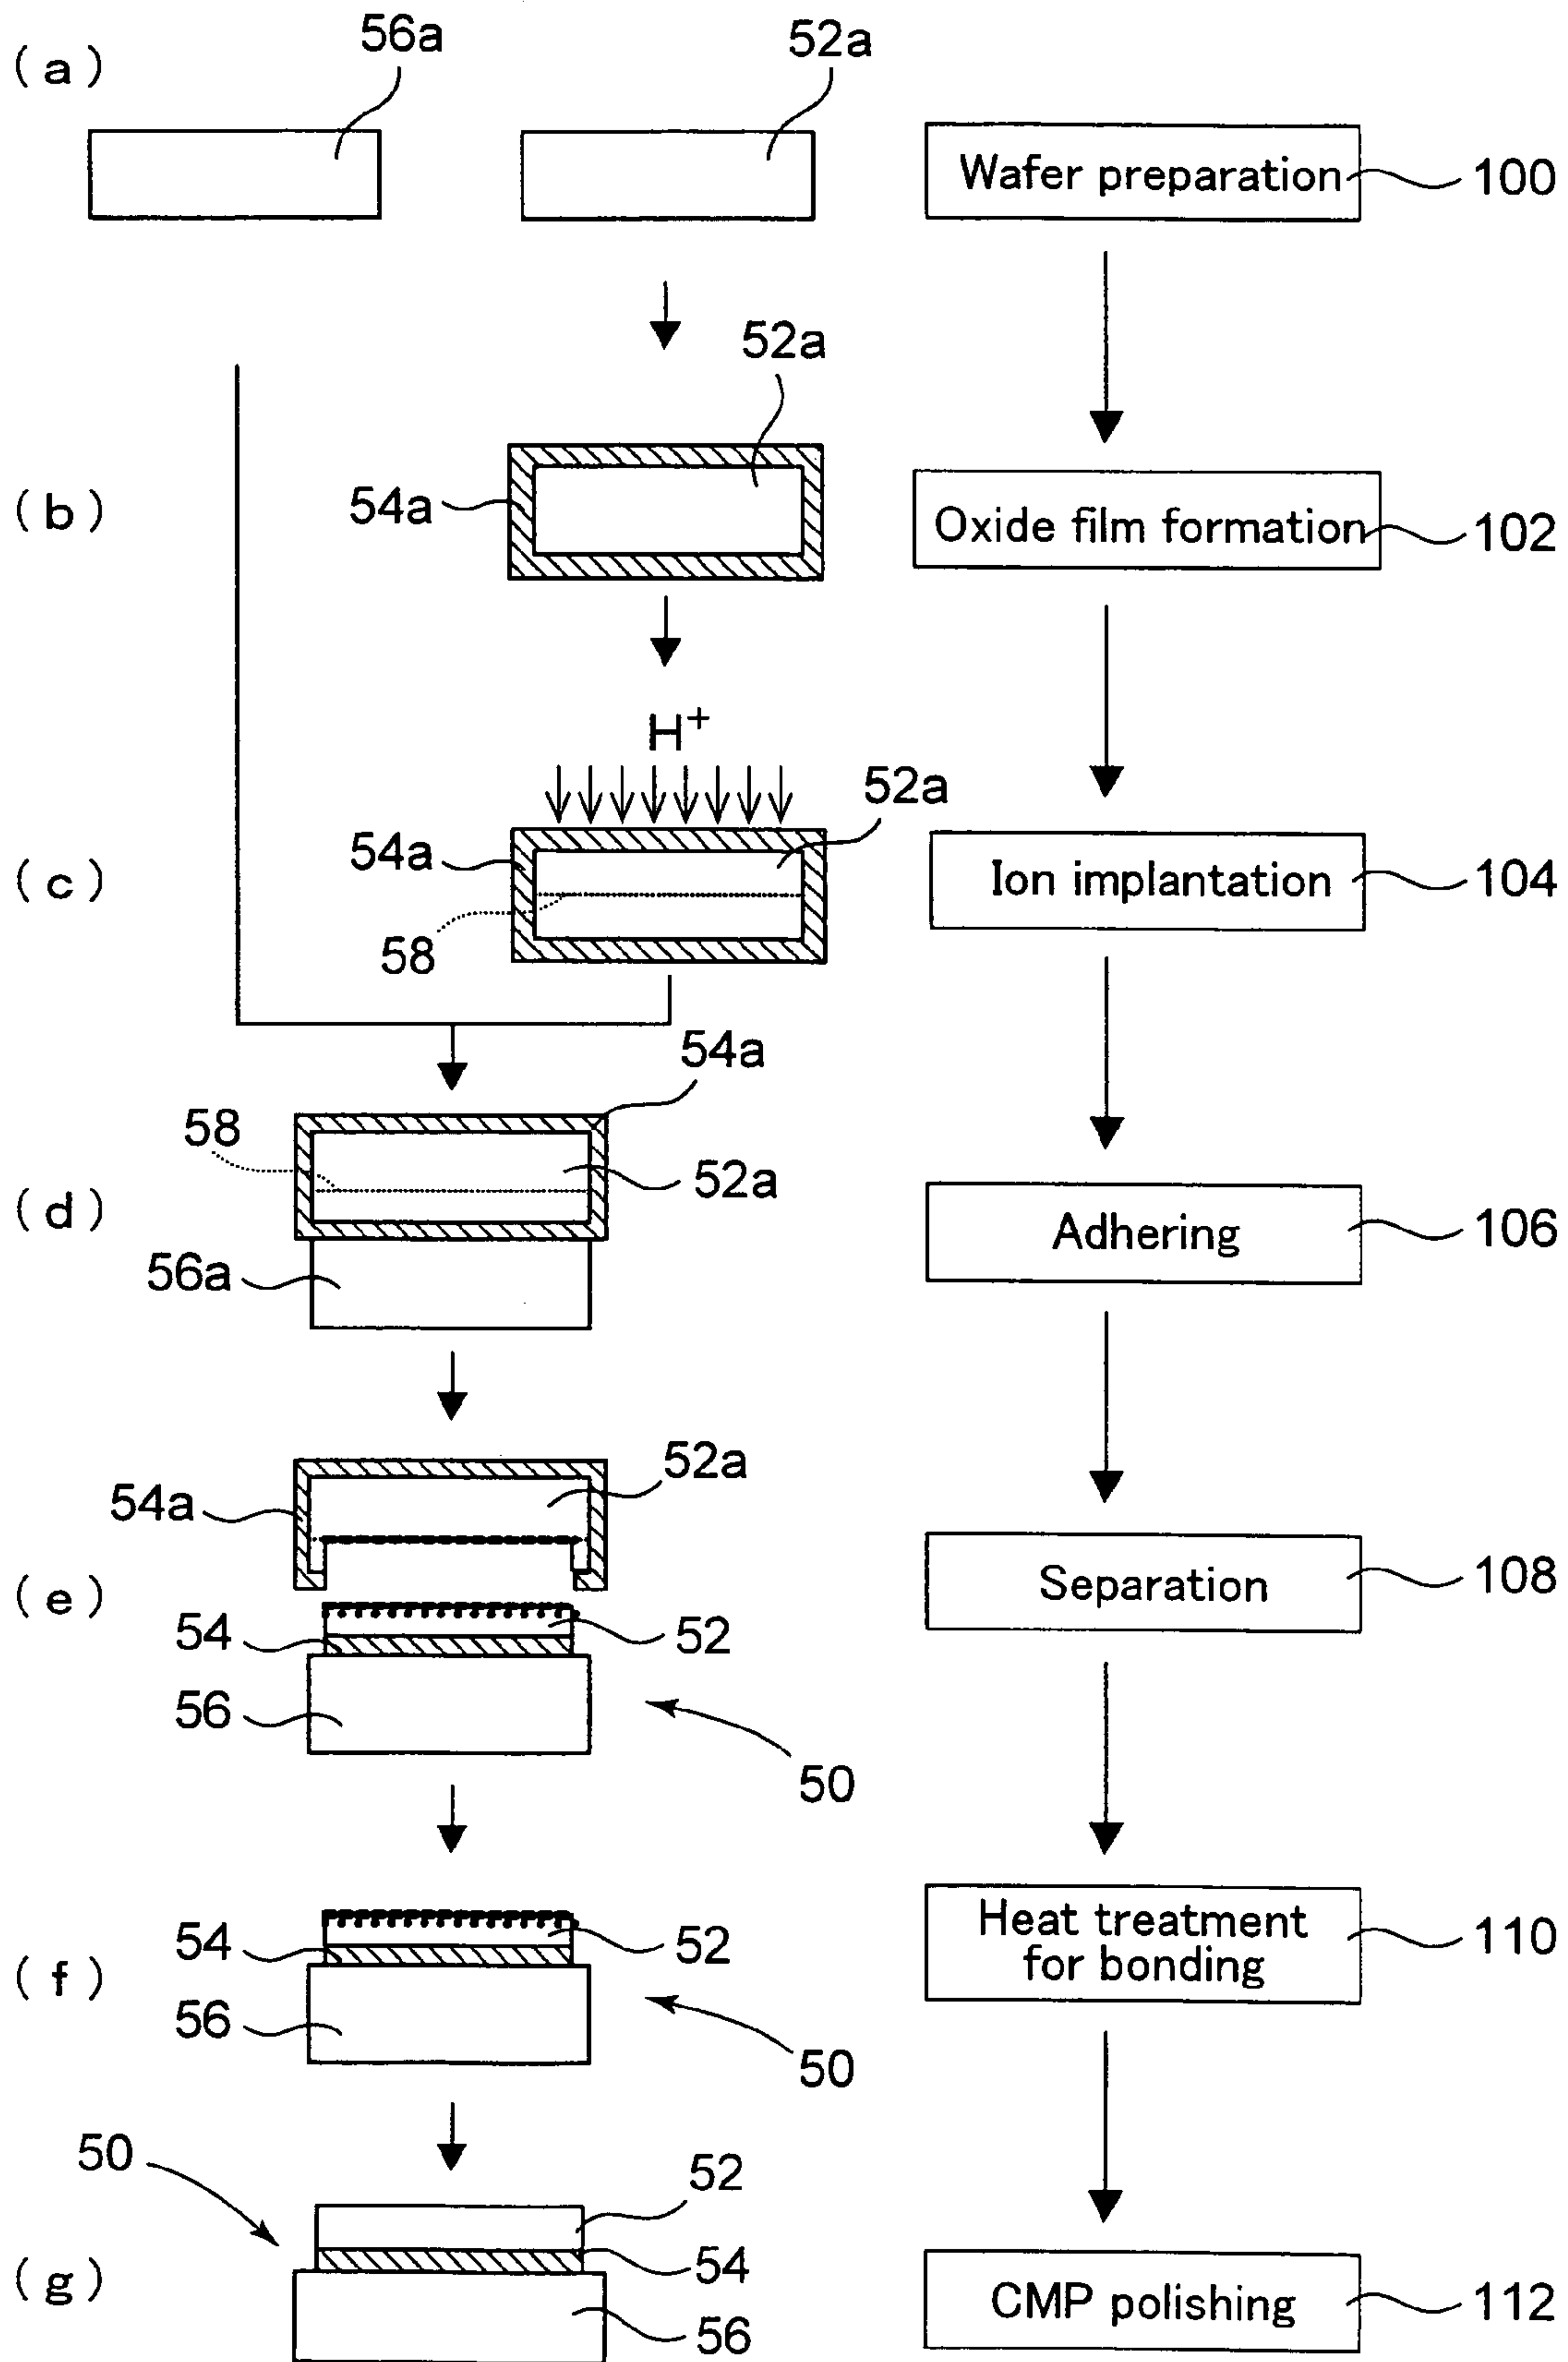 (a)
56a
52a
Wafer preparation
100
52a
(b)
54a
Oxide film formation
102
H+
52a
(c)
54a
58
Ion implantation
104
54a
58
(d)
52a
56a
Adhering
106
52a
54a
(e)
Separation
108
54
52
56
50
(f)
54
52
56
50
Heat treatment
for bonding
110
50
52
(g)
54
56
CMP polishing
112